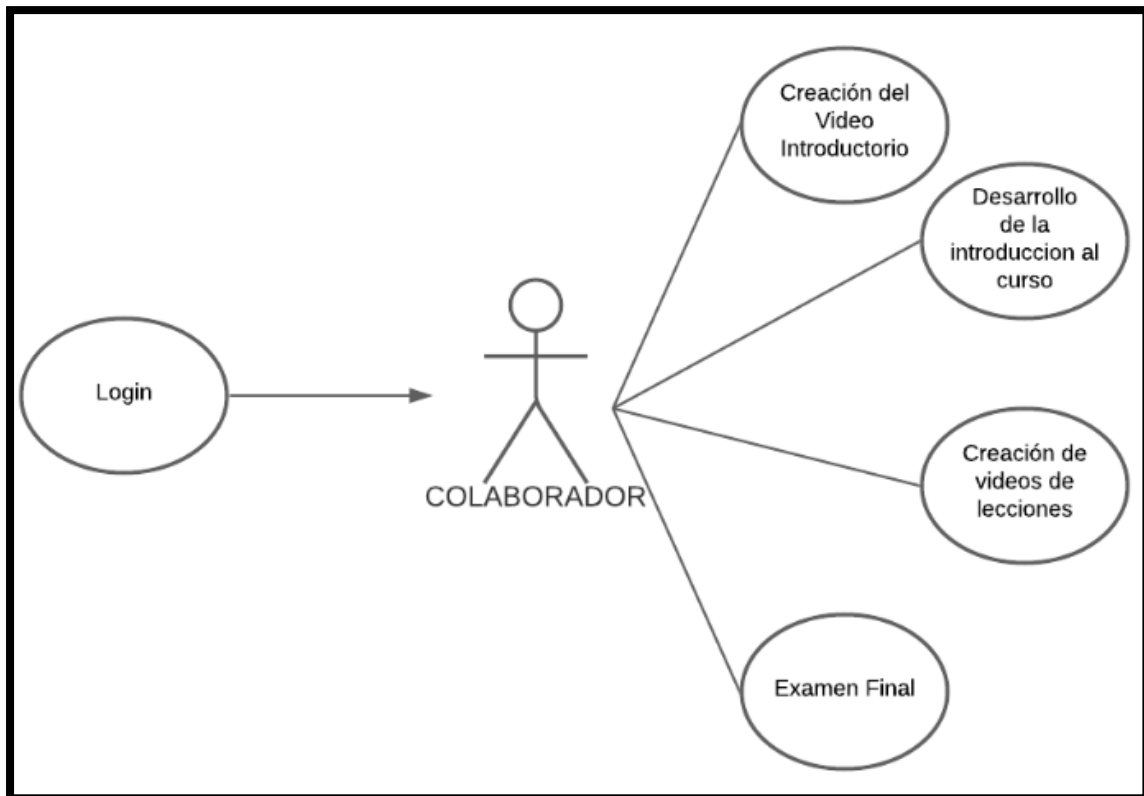 Creación del
Video
Introductorio
Desarrollo
de la
introduccion al
curso
Login
COLABORADOR
Creación de
videos de
lecciones
Examen Final